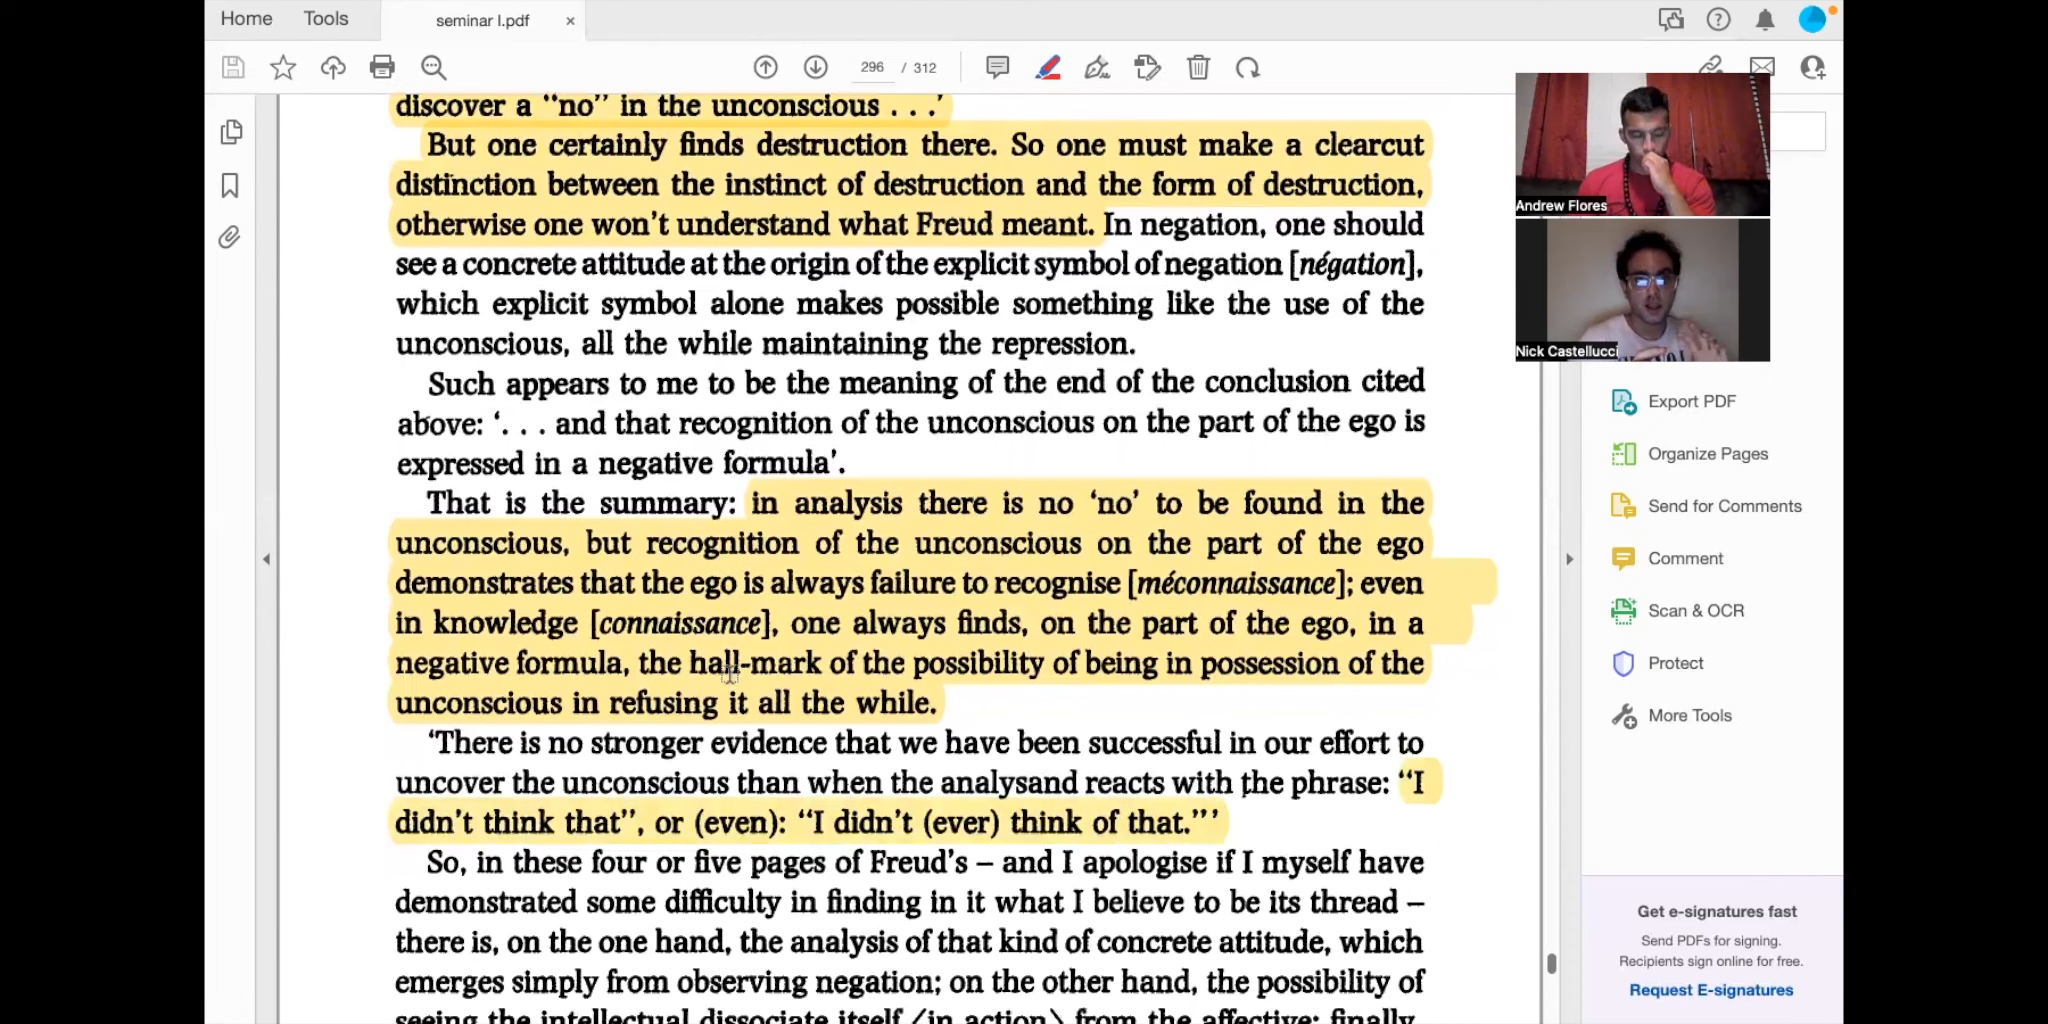 Home Tools seminar I.pdf ×
296 / 312
discover a “no” in the unconscious . . .’
But one certainly finds destruction there. So one must make a clearcut
distinction between the instinct of destruction and the form of destruction,
otherwise one won’t understand what Freud meant. In negation, one should
see a concrete attitude at the origin of the explicit symbol of negation [négation],
which explicit symbol alone makes possible something like the use of the
unconscious, all the while maintaining the repression.
Such appears to me to be the meaning of the end of the conclusion cited
above: ‘. . . and that recognition of the unconscious on the part of the ego is
expressed in a negative formula’.
That is the summary: in analysis there is no ‘no’ to be found in the
unconscious, but recognition of the unconscious on the part of the ego
demonstrates that the ego is always failure to recognise [méconnaissance]; even
in knowledge [connaissance], one always finds, on the part of the ego, in a
negative formula, the hall-mark of the possibility of being in possession of the
unconscious in refusing it all the while.
‘There is no stronger evidence that we have been successful in our effort to
uncover the unconscious than when the analysand reacts with the phrase: “I
didn’t think that”, or (even): “I didn’t (ever) think of that.”’
So, in these four or five pages of Freud’s – and I apologise if I myself have
demonstrated some difficulty in finding in it what I believe to be its thread –
there is, on the one hand, the analysis of that kind of concrete attitude, which
emerges simply from observing negation; on the other hand, the possibility of
seeing the intellectual dissociate itself ⟨in action⟩ from the affective; finally,
Andrew Flores
Nick Castellucci
Export PDF
Organize Pages
Send for Comments
Comment
Scan & OCR
Protect
More Tools
Get e-signatures fast
Send PDFs for signing.
Recipients sign online for free.
Request E-signatures